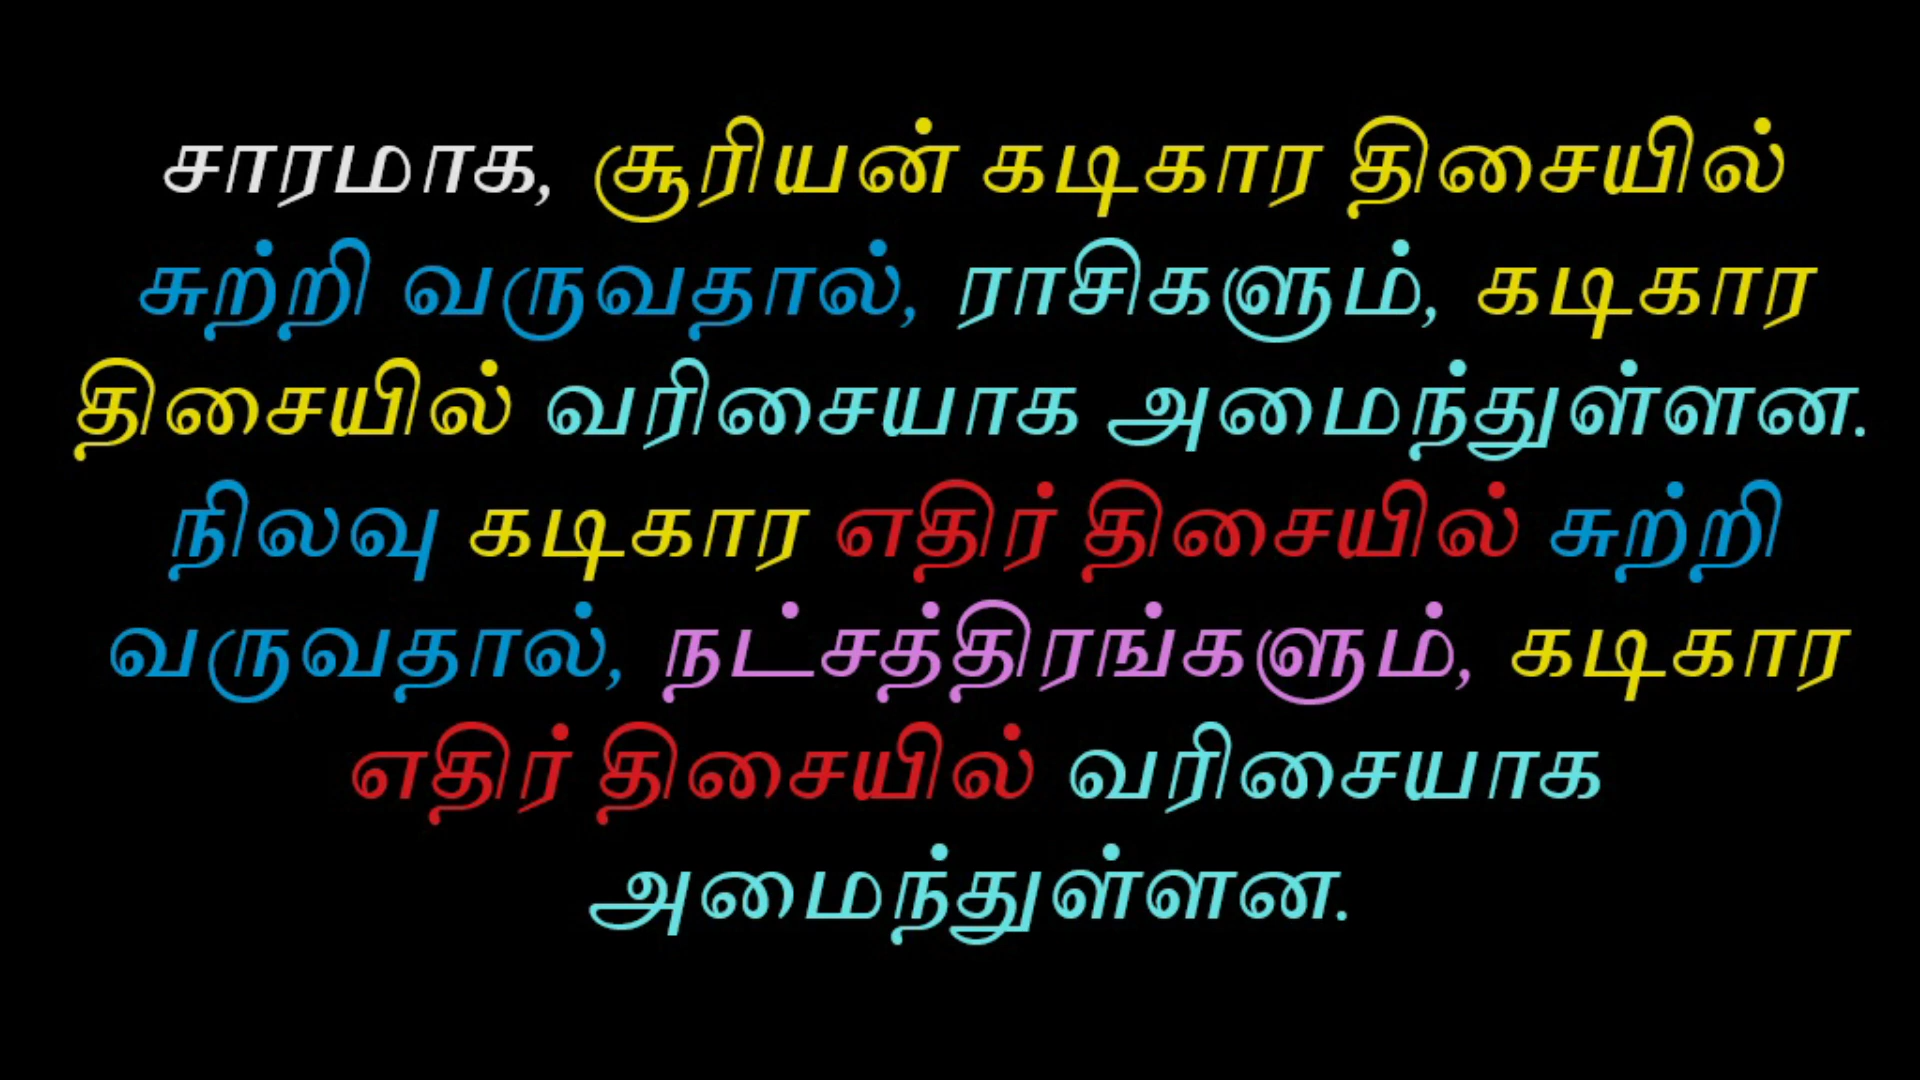 சாரமாக, சூரியன் கடிகார திசையில்
சுற்றி வருவதால், ராசிகளும், கடிகார
திசையில் வரிசையாக அமைந்துள்ளன.
நிலவு கடிகார எதிர் திசையில் சுற்றி
வருவதால், நட்சத்திரங்களும், கடிகார
எதிர் திசையில் வரிசையாக
அமைந்துள்ளன.